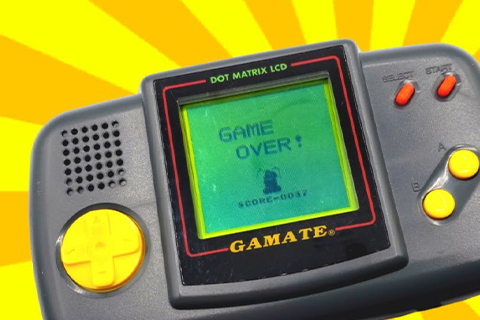 DOT MATRIX LCD
SELECT START
GAME
OVER!
SCORE-0037
A
B
GAMATE®